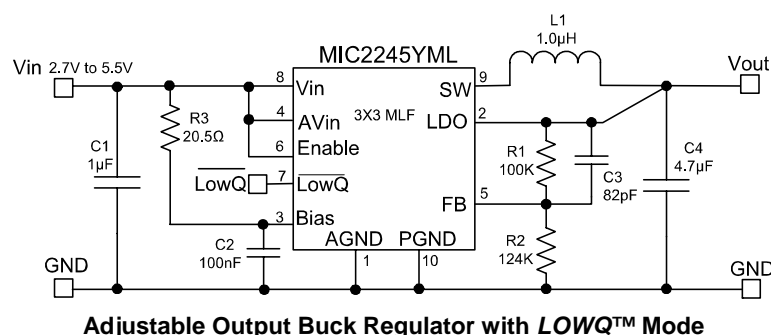 L1
1.0µH
MIC2245YML
Vin 2.7V to 5.5V
Vout
8 Vin
SW 9
4 AVin
3X3 MLF
LDO 2
6 Enable
R3
20.5Ω
C1
1µF
R1
100K
C3
82pF
C4
4.7µF
LowQ 7 LowQ
FB 5
3 Bias
C2
100nF
AGND PGND
1 10
R2
124K
GND
GND
Adjustable Output Buck Regulator with LOWQ™ Mode